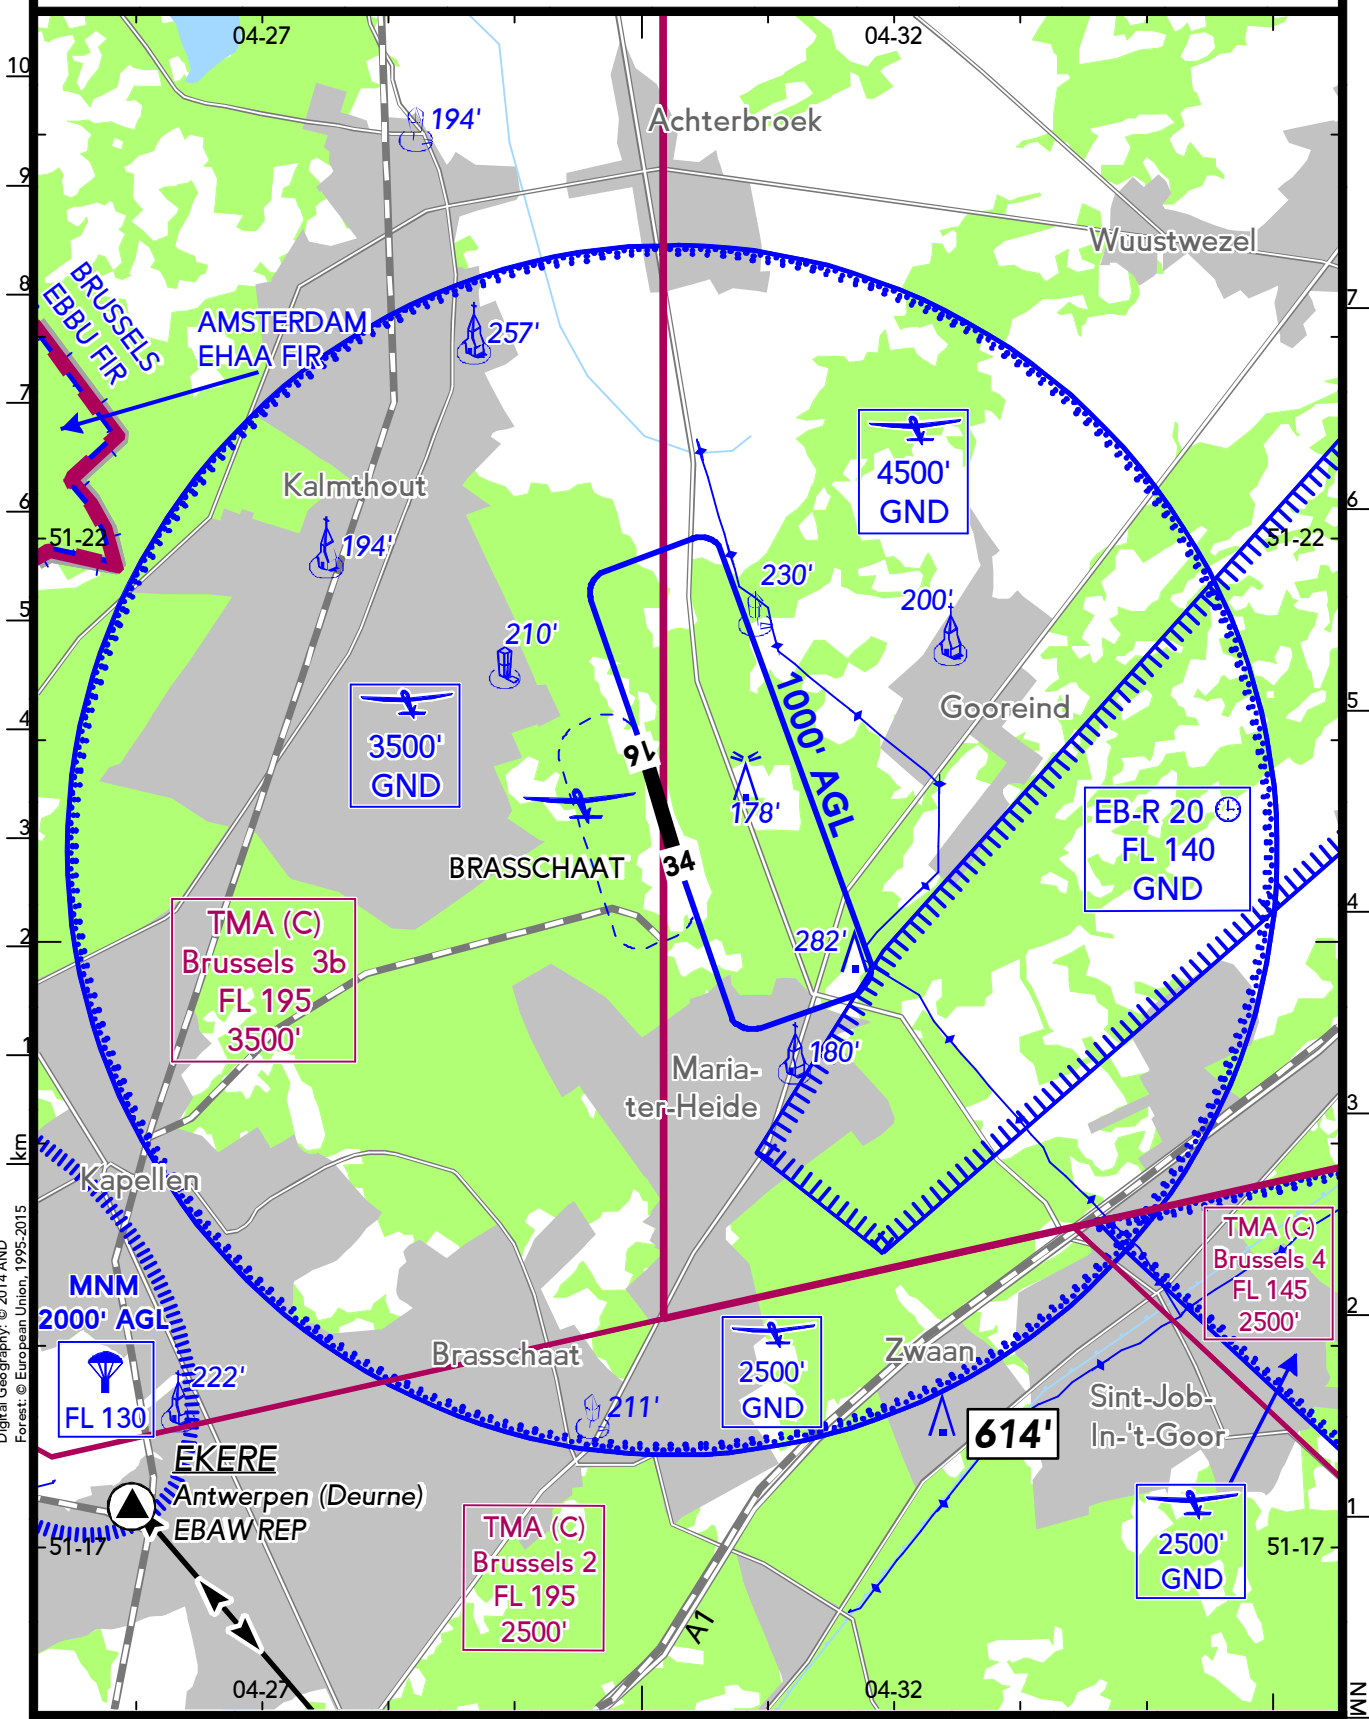 04-27
04-32
10
9
8
7
6
5
4
3
2
1
km
194'
Achterbroek
Wuustwezel
BRUSSELS
EBBU FIR
AMSTERDAM
EHAA FIR
257'
7
4500'
GND
Kalmthout
6
51-22
51-22
194'
230'
200'
210'
Gooreind
5
1000' AGL
3500'
GND
16
178'
EB-R 20
FL 140
GND
34
BRASSCHAAT
4
TMA (C)
Brussels 3b
FL 195
3500'
282'
180'
Maria-
ter-Heide
3
Kapellen
TMA (C)
Brussels 4
FL 145
2500'
MNM
2000' AGL
FL 130
222'
2
Brasschaat
2500'
GND
Zwaan
Sint-Job-
In-'t-Goor
211'
614'
EKERE
Antwerpen (Deurne)
EBAW REP
TMA (C)
Brussels 2
FL 195
2500'
2500'
GND
1
51-17
51-17
A1
04-27
04-32
NM
Digital Geography: © 2014 AND
Forest: © European Union, 1995-2015